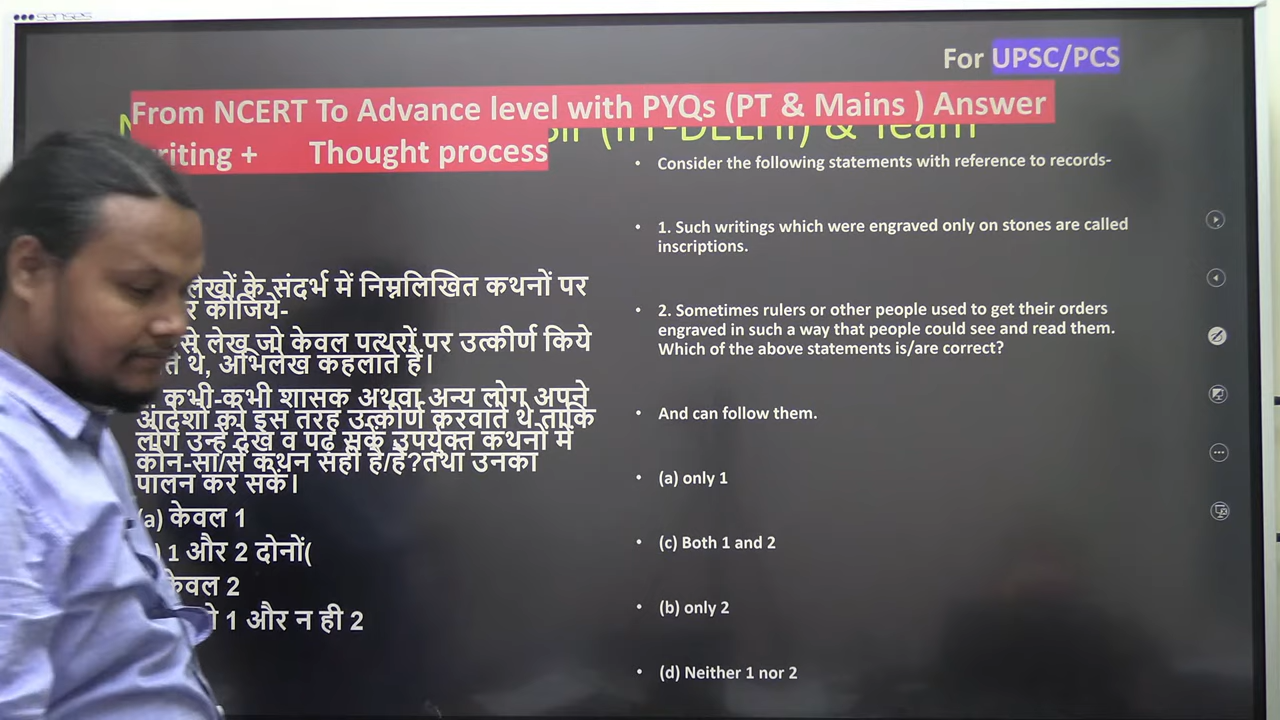 senses
For UPSC/PCS
From NCERT To Advance level with PYQs (PT & Mains ) Answer
riting + Thought process
Sir (IIT-DELHI) & Team
लेखों के संदर्भ में निम्नलिखित कथनों पर
र कीजिये-
से लेख जो केवल पत्थरों पर उत्कीर्ण किये
ते थे, अभिलेख कहलाते हैं।
कभी-कभी शासक अथवा अन्य लोग अपने
आदेशों को इस तरह उत्कीर्ण करवाते थे ताकि
लोग उन्हें देख व पढ़ सकें उपर्युक्त कथनों में
कौन-सा/से कथन सही है/हैं?तथा उनका
पालन कर सकें।
(a) केवल 1
) 1 और 2 दोनों(
केवल 2
1 और न ही 2
• Consider the following statements with reference to records-
• 1. Such writings which were engraved only on stones are called
inscriptions.
• 2. Sometimes rulers or other people used to get their orders
engraved in such a way that people could see and read them.
Which of the above statements is/are correct?
• And can follow them.
• (a) only 1
• (c) Both 1 and 2
• (b) only 2
• (d) Neither 1 nor 2